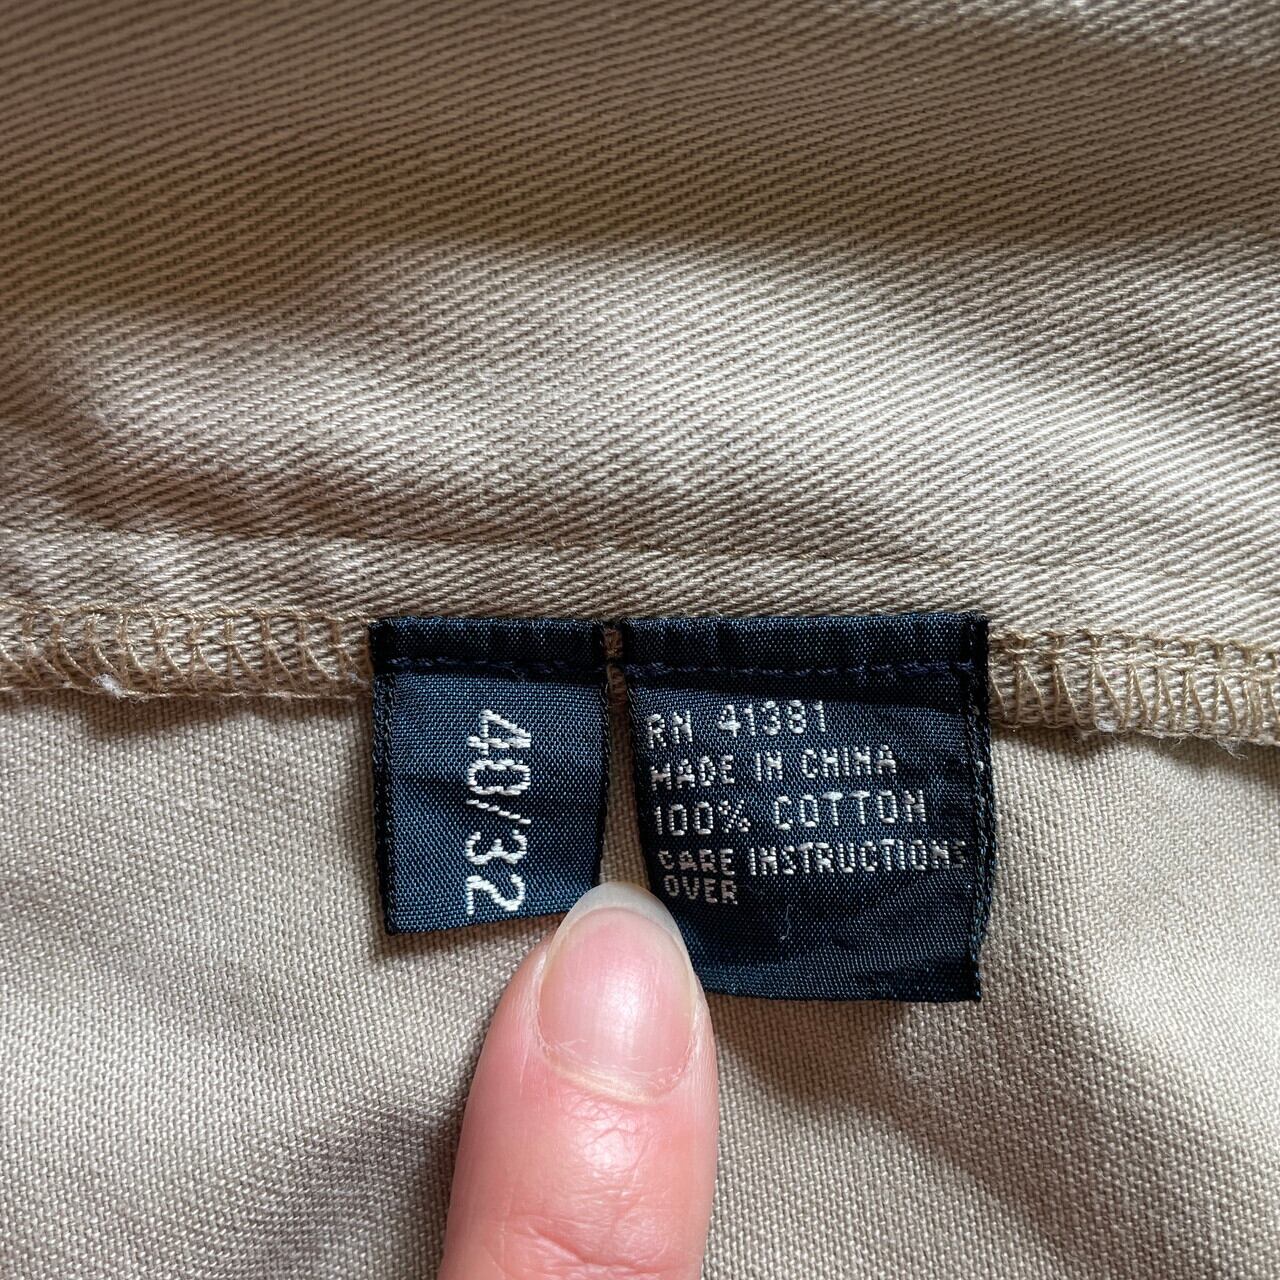 40/32
RN 41381
MADE IN CHINA
100% COTTON
CARE INSTRUCTIONS
OVER